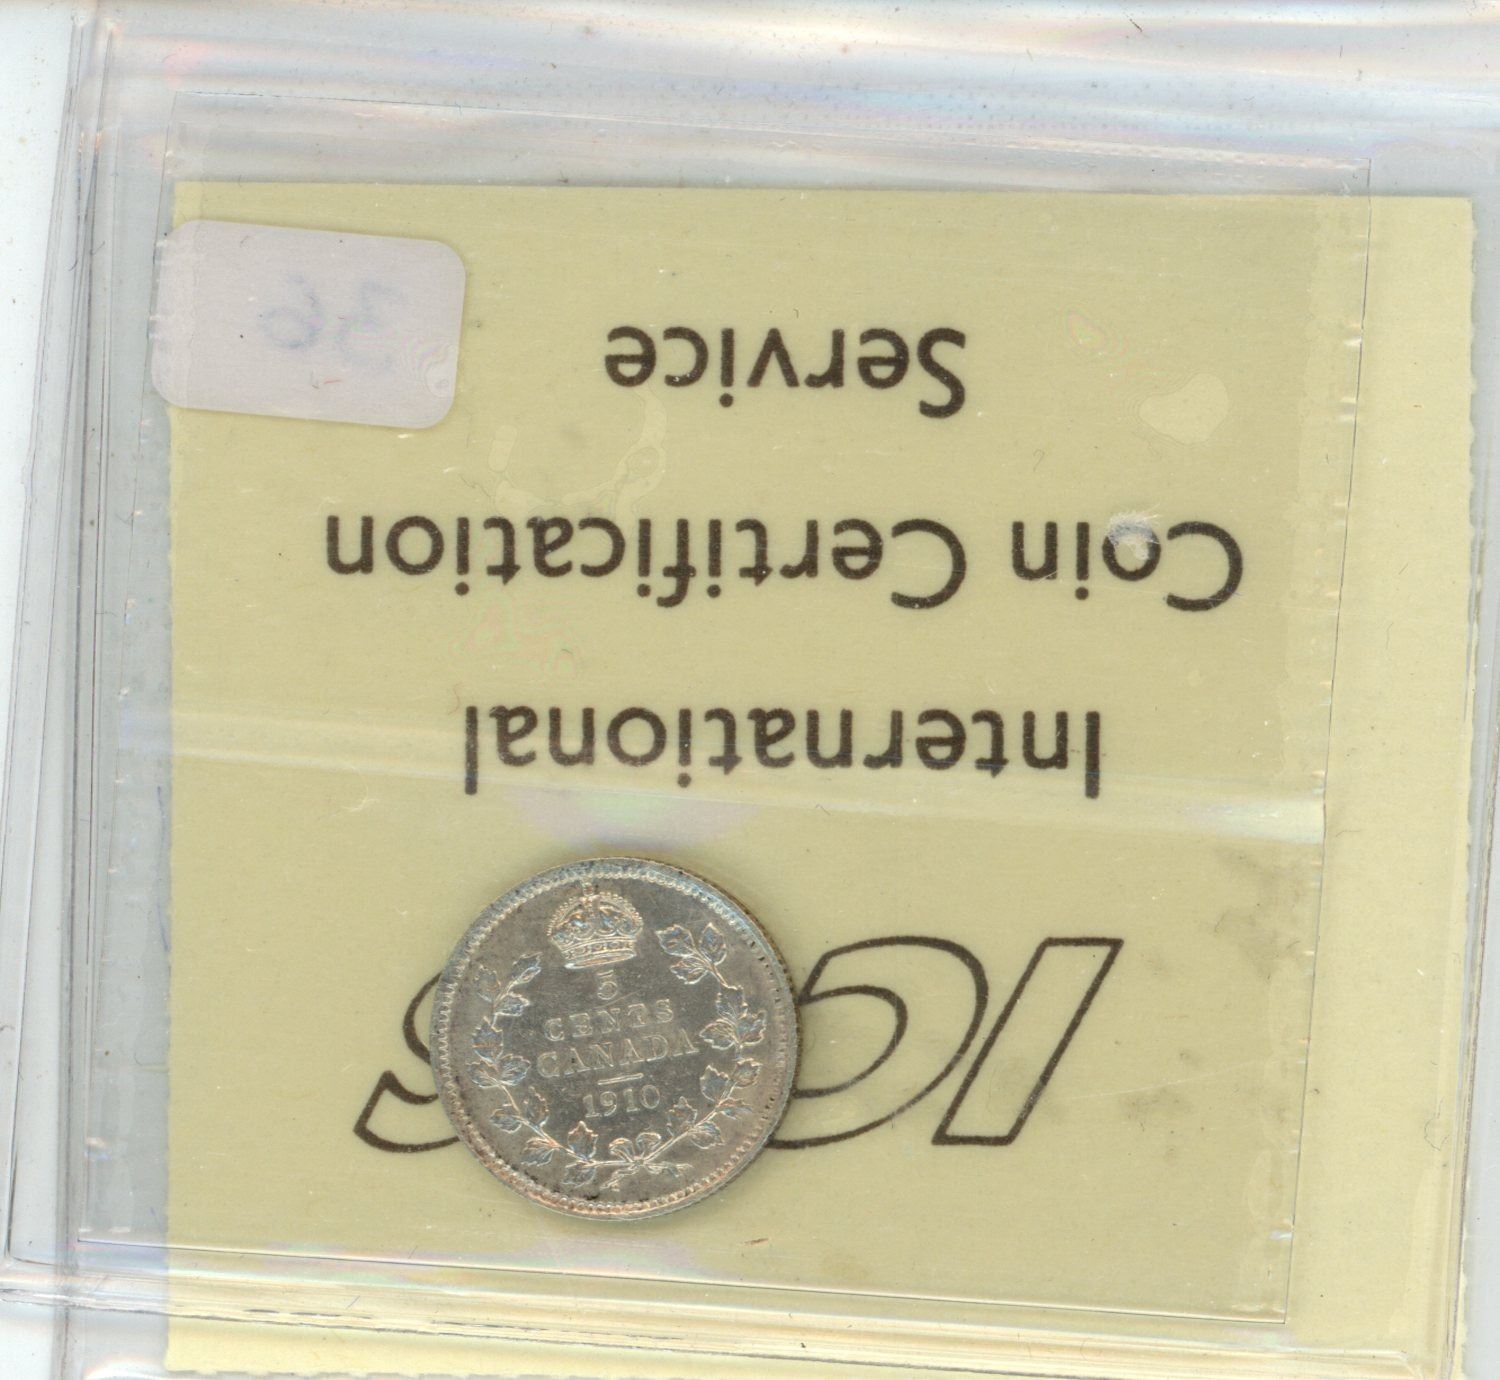 ICCS
International
Coin Certification
Service
36
5
CENTS
CANADA
1910